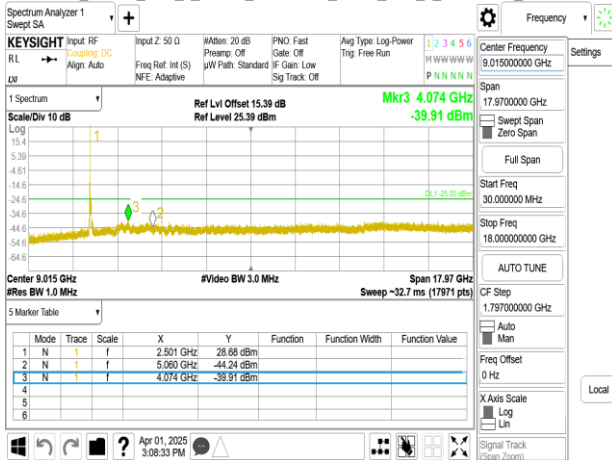 Spectrum Analyzer 1
Swept SA
Frequency
KEYSIGHT
Input: RF
Coupling: DC
Align: Auto
Input Z: 50 Ω
Freq Ref: Int (S)
NFE: Adaptive
#Atten: 20 dB
Preamp: Off
µW Path: Standard
PNO: Fast
Gate: Off
IF Gain: Low
Sig Track: Off
Avg Type: Log-Power
Trig: Free Run
1 2 3 4 5 6
M W W W W W
P N N N N N
RL
1 Spectrum
Scale/Div 10 dB
Ref Lvl Offset 15.39 dB
Ref Level 25.39 dBm
Mkr3 4.074 GHz
-39.91 dBm
Log
15.4
5.39
-4.61
-14.6
-24.6
-34.6
-44.6
-54.6
-64.6
1
3
2
DL1 -25.00 dBm
Center 9.015 GHz
#Video BW 3.0 MHz
Span 17.97 GHz
#Res BW 1.0 MHz
Sweep ~32.7 ms (17971 pts)
5 Marker Table
Mode Trace Scale X Y Function Function Width Function Value
1 N 1 f 2.501 GHz 28.68 dBm
2 N 1 f 5.060 GHz -44.24 dBm
3 N 1 f 4.074 GHz -39.91 dBm
4
5
6
Apr 01, 2025
3:08:33 PM
Center Frequency
9.015000000 GHz
Span
17.9700000 GHz
Swept Span
Zero Span
Full Span
Start Freq
30.000000 MHz
Stop Freq
18.000000000 GHz
AUTO TUNE
CF Step
1.797000000 GHz
Auto
Man
Freq Offset
0 Hz
X Axis Scale
Log
Lin
Signal Track
(Span Zoom)
Settings
Local